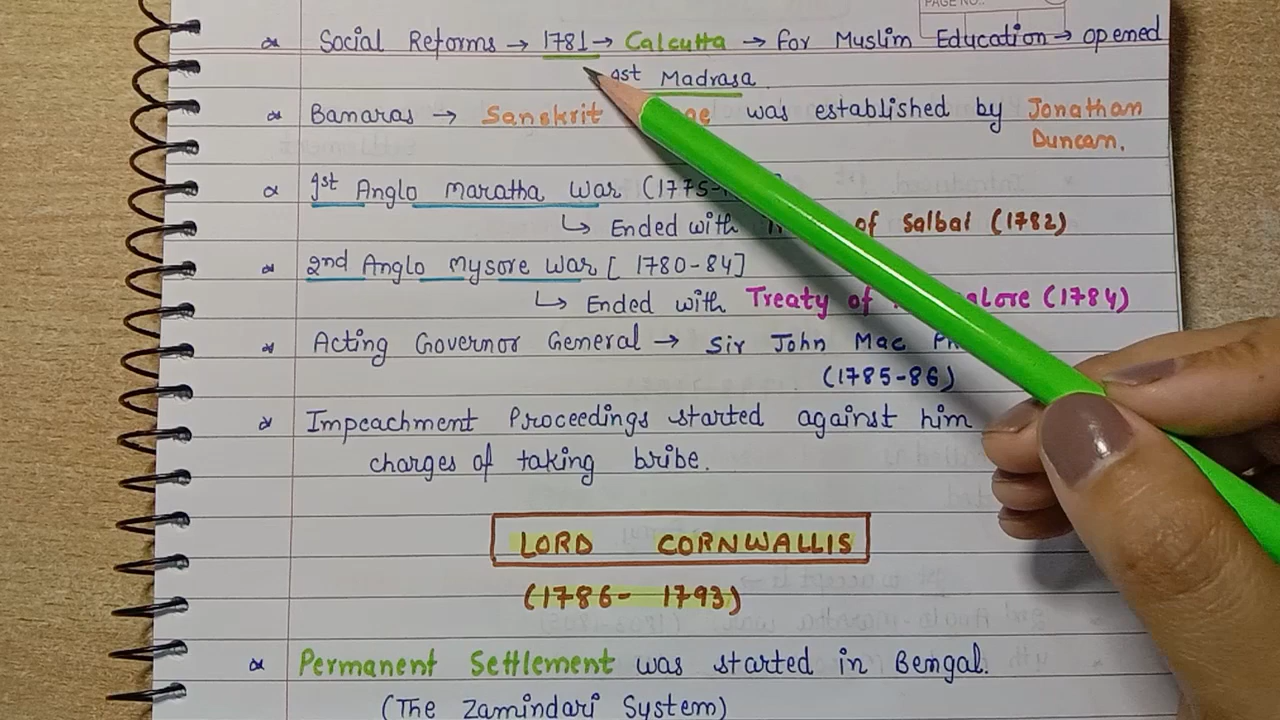 PAGE NO.:
Social Reforms → 1781 → Calcutta → for Muslim Education → opened
1st Madrasa.
Banaras → Sanskrit was established by Jonathan
Duncan.
1st Anglo Maratha War (1775-
↳ Ended with of Salbai (1782)
2nd Anglo Mysore War [1780-84]
↳ Ended with Treaty of (1784)
Acting Governor General → Sir John Mac
(1785-86)
Impeachment Proceedings started against him
charges of taking bribe.
LORD CORNWALLIS
(1786- 1793)
Permanent Settlement was started in Bengal.
(The Zamindari System)